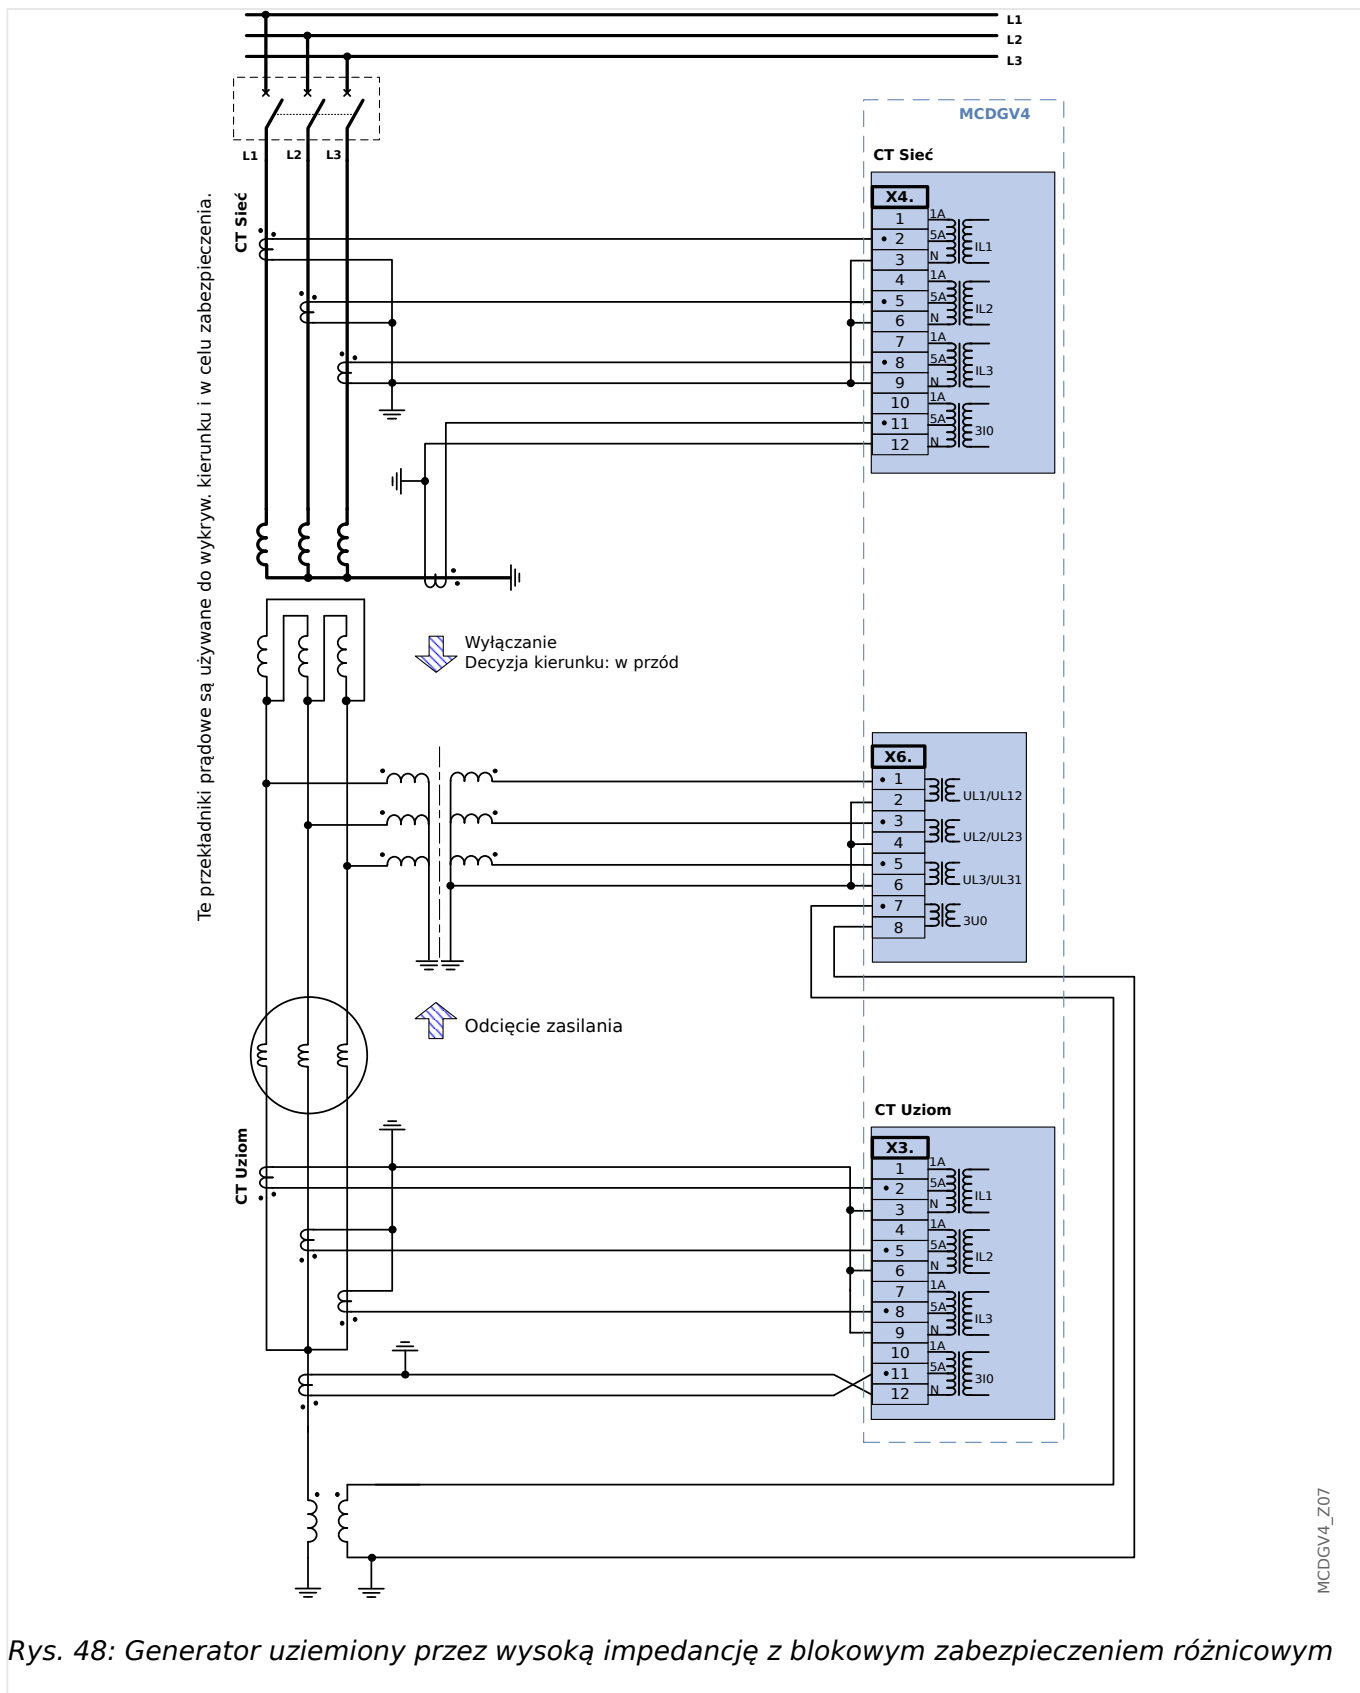 L1
L2
L3
MCDGV4
L1 L2 L3
CT Sieć
Te przekładniki prądowe są używane do wykryw. kierunku i w celu zabezpieczenia.
CT Sieć
X4.
1 1A
2 5A IL1
3 N
4 1A
5 5A IL2
6 N
7 1A
8 5A IL3
9 N
10 1A
11 5A 3I0
12 N
Wyłączanie
Decyzja kierunku: w przód
X6.
1
2 UL1/UL12
3
4 UL2/UL23
5
6 UL3/UL31
7
8 3U0
Odcięcie zasilania
CT Uziom
CT Uziom
X3.
1 1A
2 5A IL1
3 N
4 1A
5 5A IL2
6 N
7 1A
8 5A IL3
9 N
10 1A
11 5A 3I0
12 N
MCDGV4_Z07
Rys. 48: Generator uziemiony przez wysoką impedancję z blokowym zabezpieczeniem różnicowym